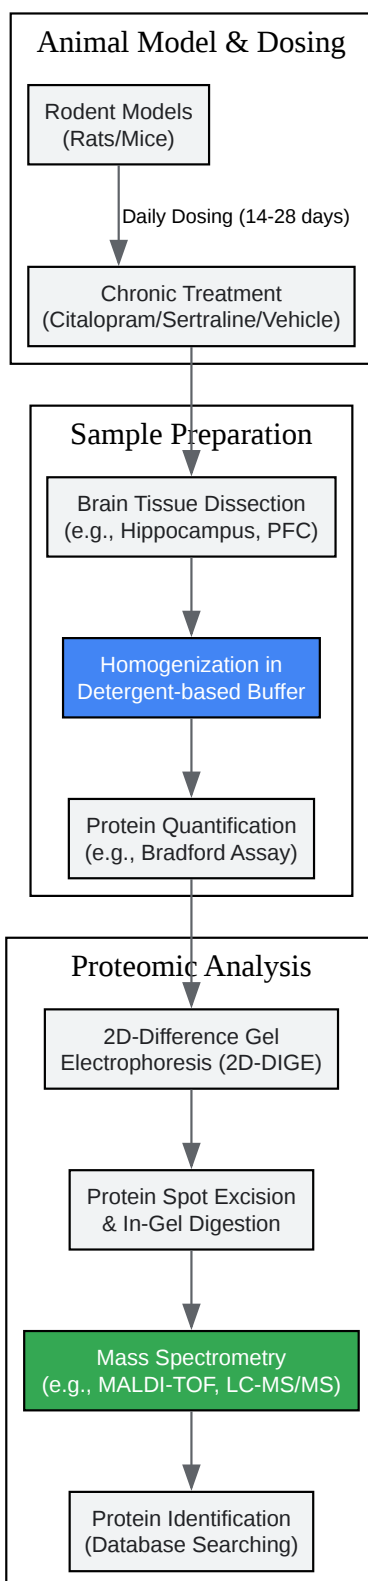 Animal Model & Dosing
Rodent Models
(Rats/Mice)
Daily Dosing (14-28 days)
Chronic Treatment
(Citalopram/Sertraline/Vehicle)
Sample Preparation
Brain Tissue Dissection
(e.g., Hippocampus, PFC)
Homogenization in
Detergent-based Buffer
Protein Quantification
(e.g., Bradford Assay)
Proteomic Analysis
2D-Difference Gel
Electrophoresis (2D-DIGE)
Protein Spot Excision
& In-Gel Digestion
Mass Spectrometry
(e.g., MALDI-TOF, LC-MS/MS)
Protein Identification
(Database Searching)